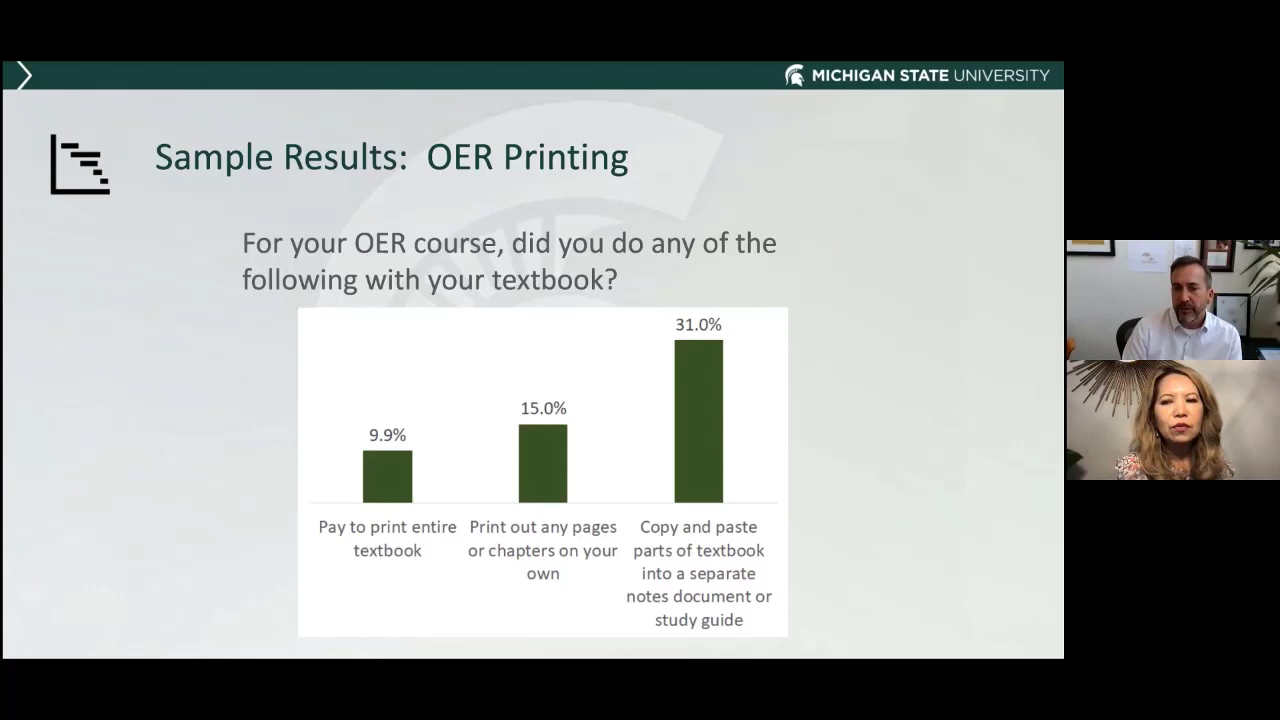 MICHIGAN STATE UNIVERSITY
Sample Results: OER Printing
For your OER course, did you do any of the
following with your textbook?
31.0%
15.0%
9.9%
Pay to print entire
textbook
Print out any pages
or chapters on your
own
Copy and paste
parts of textbook
into a separate
notes document or
study guide